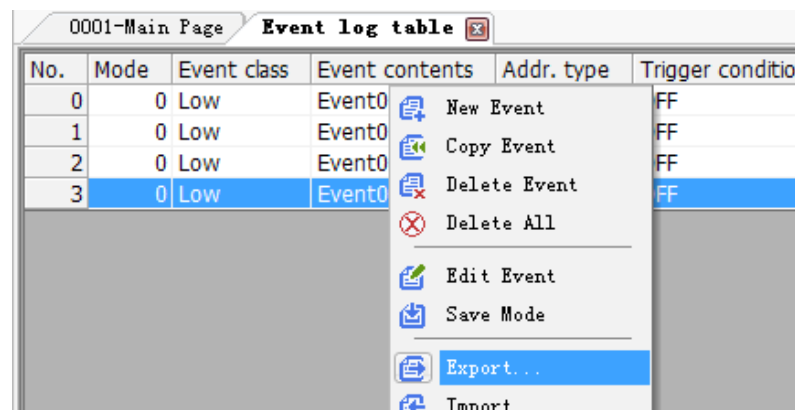 0001-Main Page Event log table
No. Mode Event class Event contents Addr. type Trigger conditio
0 0 Low Event0 FF
1 0 Low Event0 FF
2 0 Low Event0 FF
3 0 Low Event0 FF
New Event
Copy Event
Delete Event
Delete All
Edit Event
Save Mode
Export...
Import